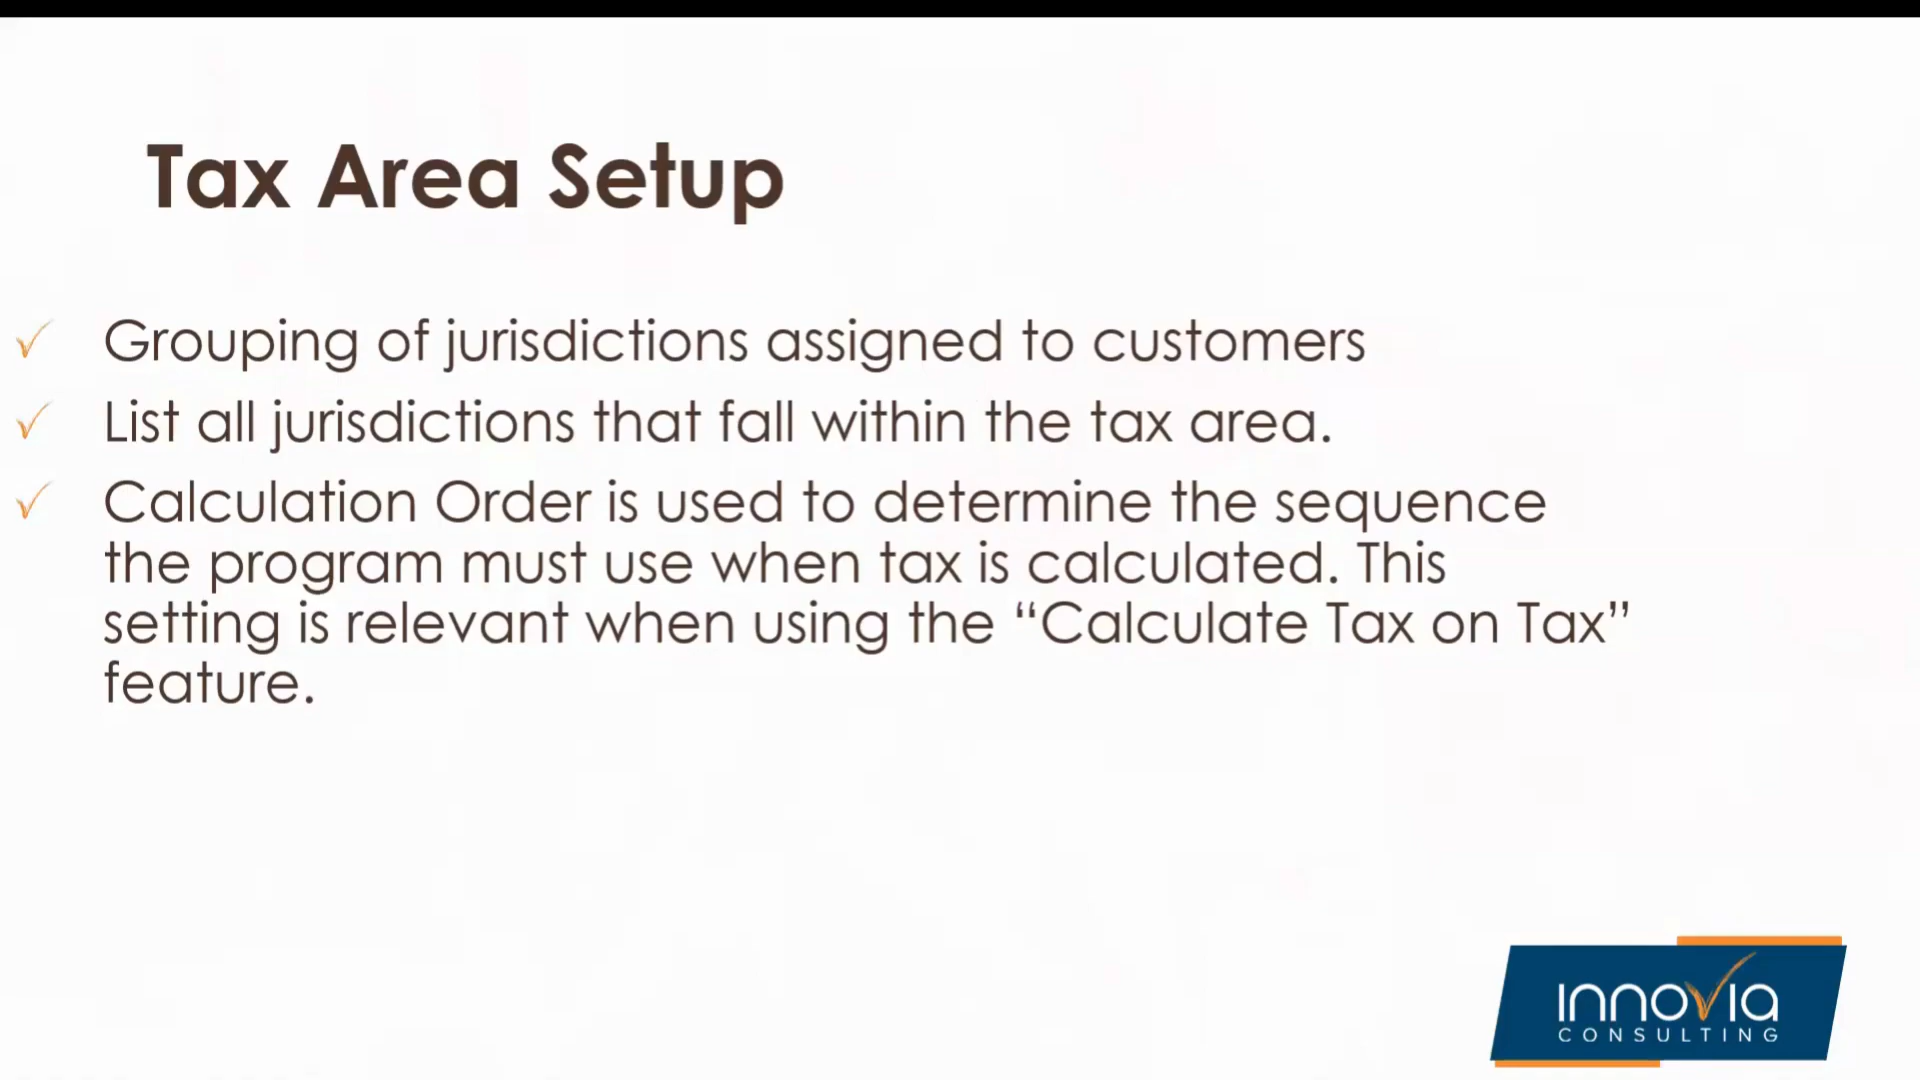 Tax Area Setup
Grouping of jurisdictions assigned to customers
List all jurisdictions that fall within the tax area.
Calculation Order is used to determine the sequence
the program must use when tax is calculated. This
setting is relevant when using the “Calculate Tax on Tax”
feature.
innovia
CONSULTING